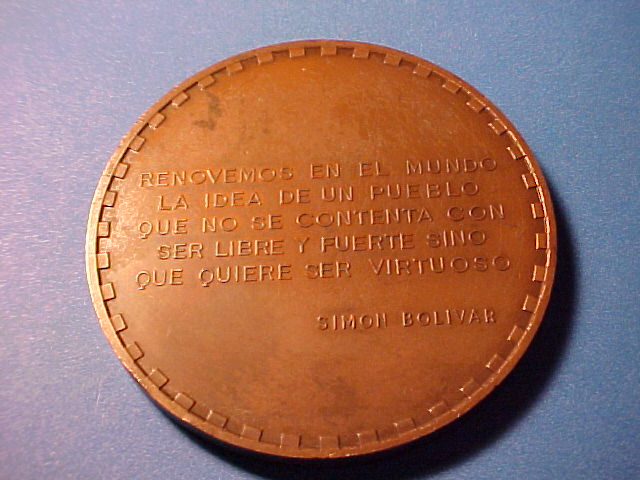 RENOVEMOS EN EL MUNDO
LA IDEA DE UN PUEBLO
QUE NO SE CONTENTA CON
SER LIBRE Y FUERTE SINO
QUE QUIERE SER VIRTUOSO
SIMON BOLIVAR